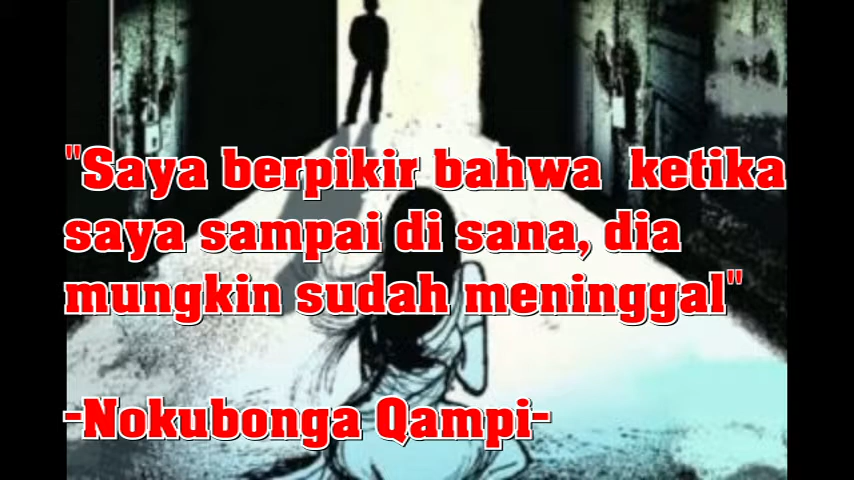 "Saya berpikir bahwa  ketika
saya sampai di sana, dia
mungkin sudah meninggal"
-Nokubonga Qampi-